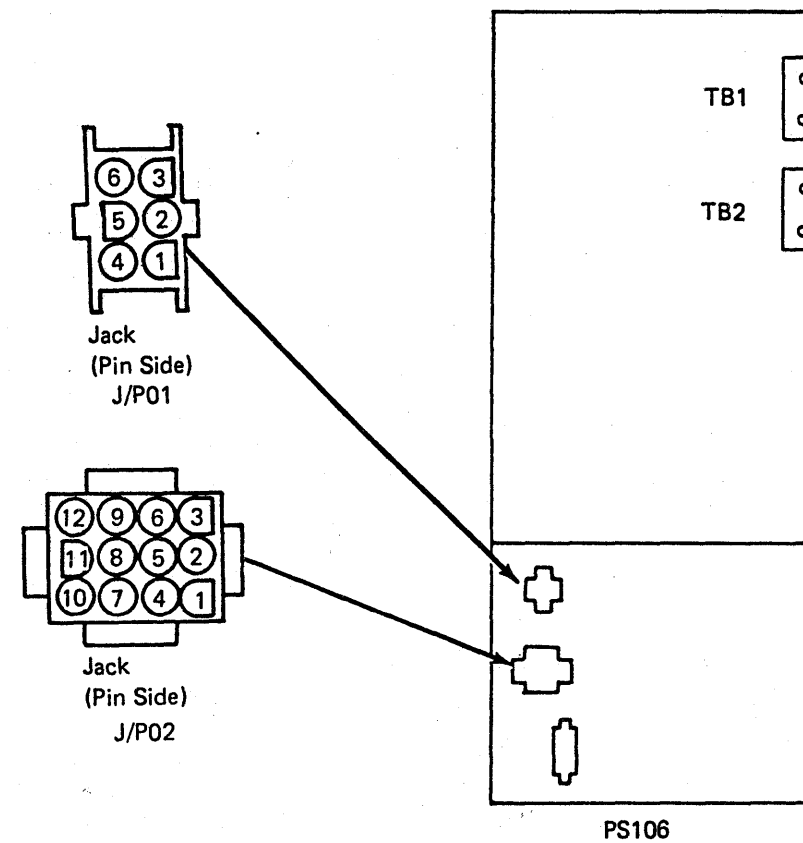 TB1
TB2
6 3
5 2
4 1
Jack
(Pin Side)
J/P01
12 9 6 3
11 8 5 2
10 7 4 1
Jack
(Pin Side)
J/P02
PS106